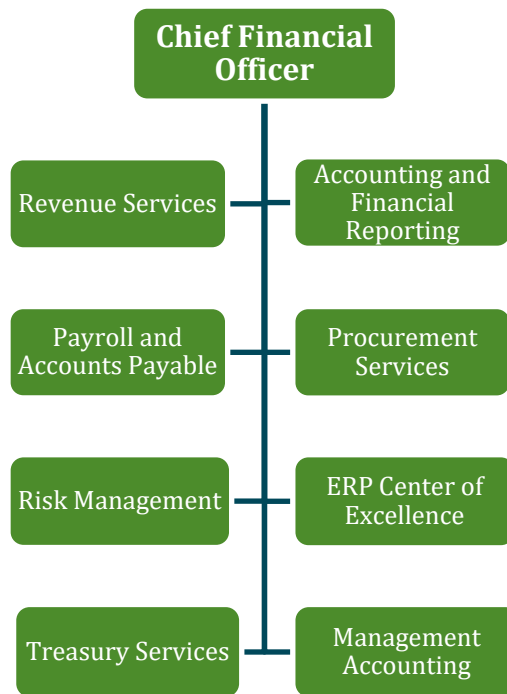 Chief Financial
Officer
Revenue Services
Accounting and
Financial
Reporting
Payroll and
Accounts Payable
Procurement
Services
Risk Management
ERP Center of
Excellence
Treasury Services
Management
Accounting